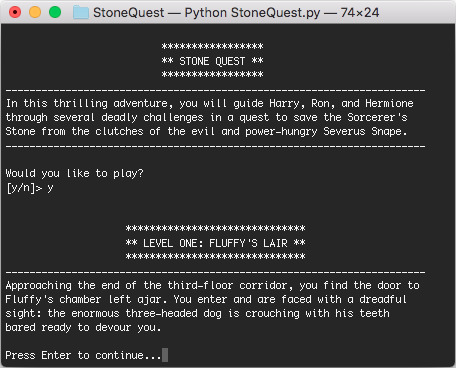 StoneQuest — Python StoneQuest.py — 74×24
*****************
** STONE QUEST **
*****************
----------------------------------------------------------------------
In this thrilling adventure, you will guide Harry, Ron, and Hermione
through several deadly challenges in a quest to save the Sorcerer's
Stone from the clutches of the evil and power-hungry Severus Snape.
----------------------------------------------------------------------
Would you like to play?
[y/n]> y
******************************
** LEVEL ONE: FLUFFY'S LAIR **
******************************
----------------------------------------------------------------------
Approaching the end of the third-floor corridor, you find the door to
Fluffy's chamber left ajar. You enter and are faced with a dreadful
sight: the enormous three-headed dog is crouching with his teeth
bared ready to devour you.
Press Enter to continue...